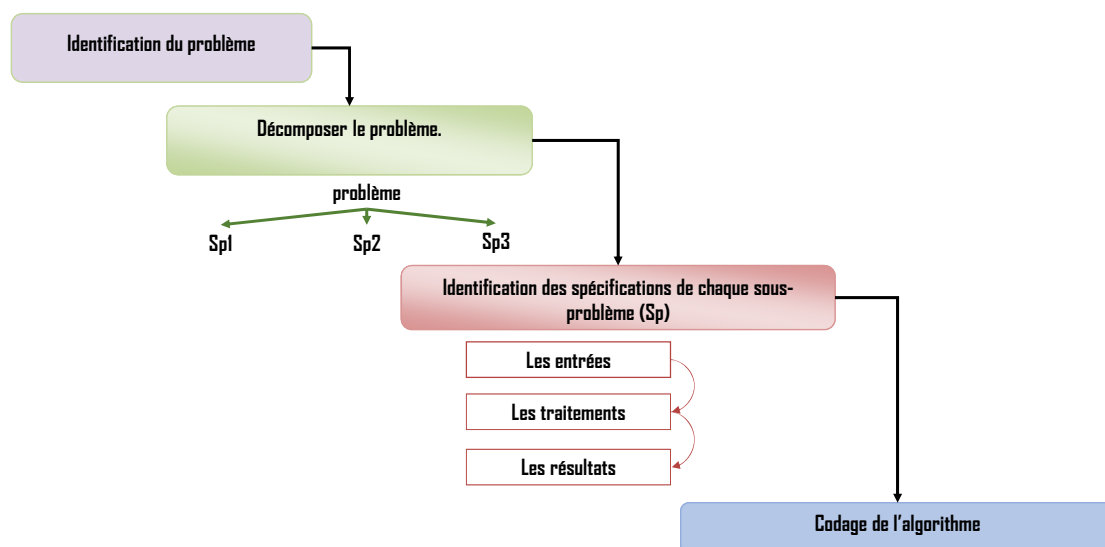 Identification du problème
Décomposer le problème.
problème
Sp1 Sp2 Sp3
Identification des spécifications de chaque sous-
problème (Sp)
Les entrées
Les traitements
Les résultats
Codage de l’algorithme